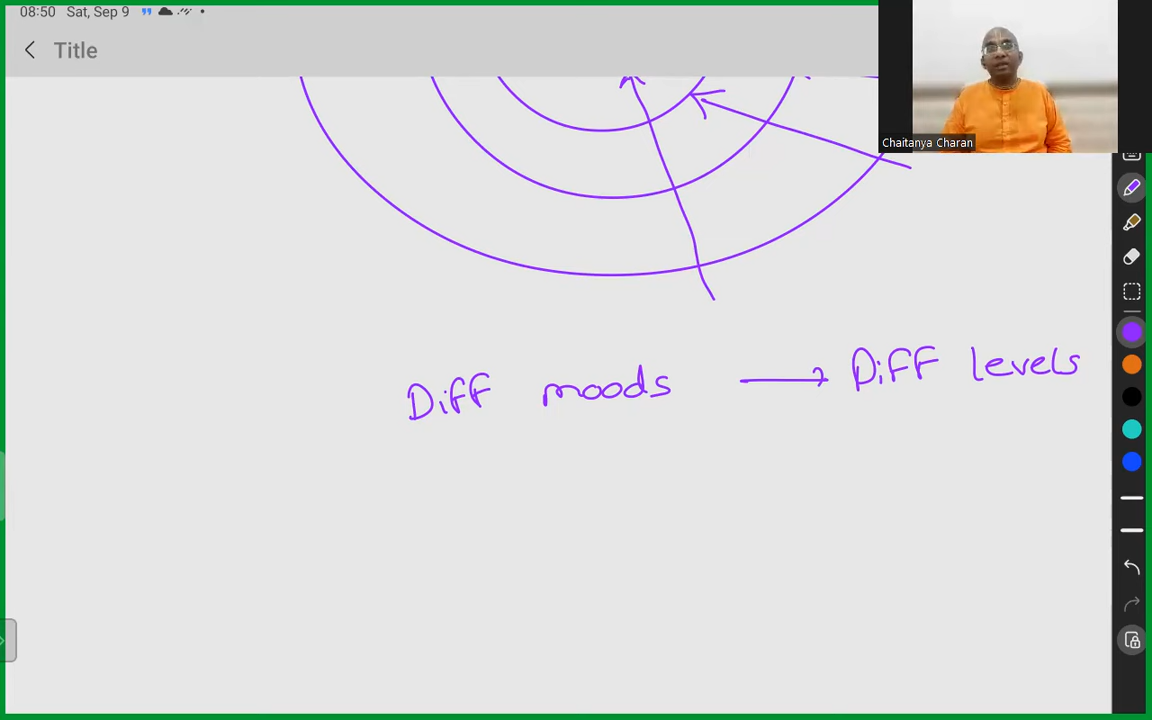 08:50 Sat, Sep 9
Title
Chaitanya Charan
Diff moods → Diff levels